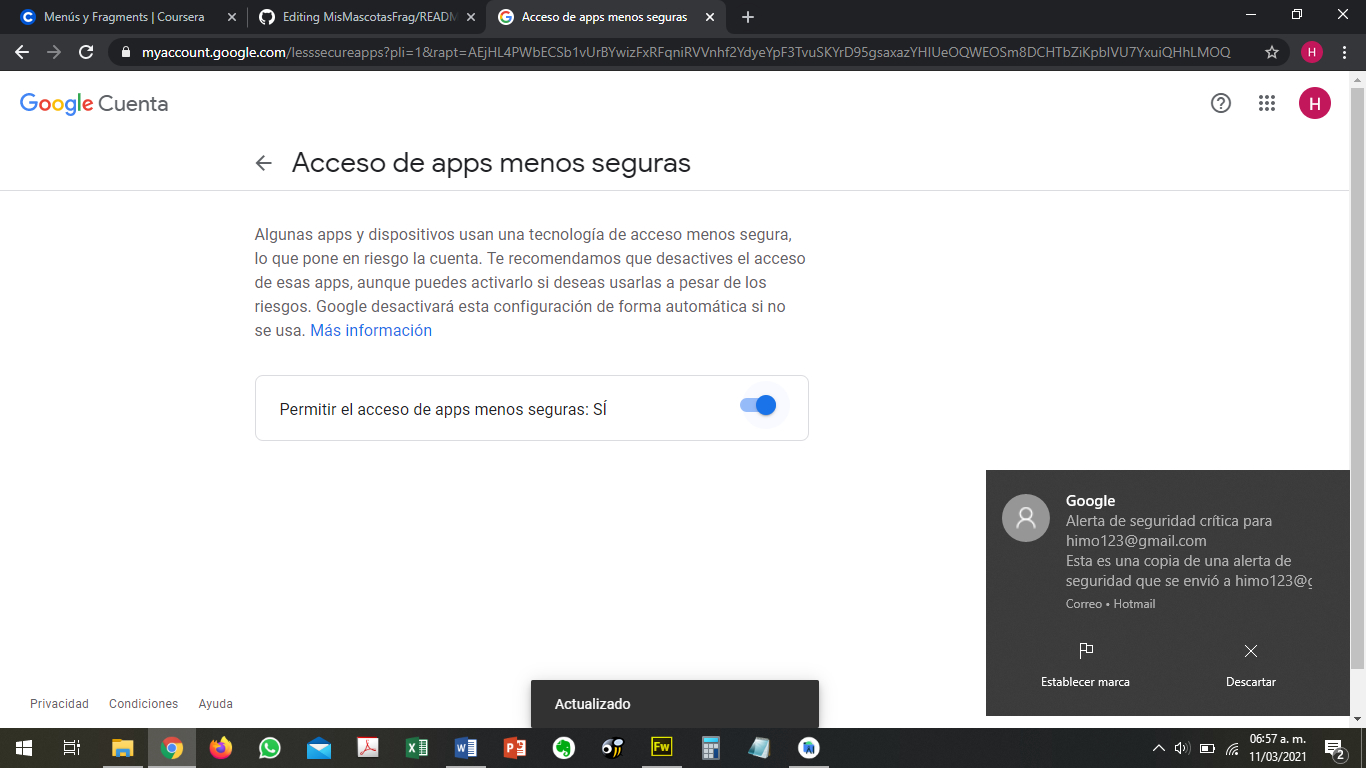 Menús y Fragments | Coursera
Editing MisMascotasFrag/READM
Acceso de apps menos seguras
myaccount.google.com/lesssecureapps?pli=1&rapt=AEjHL4PWbECSb1vUrBYwizFxRFqniRVVnhf2YdyeYpF3TvuSKYrD95gsaxazYHIUeOQWEOSm8DCHTbZiKpblVU7YxuiQHhLMOQ
H
Google Cuenta
H
Acceso de apps menos seguras
Algunas apps y dispositivos usan una tecnología de acceso menos segura,
lo que pone en riesgo la cuenta. Te recomendamos que desactives el acceso
de esas apps, aunque puedes activarlo si deseas usarlas a pesar de los
riesgos. Google desactivará esta configuración de forma automática si no
se usa. Más información
Permitir el acceso de apps menos seguras: SÍ
Google
Alerta de seguridad crítica para
himo123@gmail.com
Esta es una copia de una alerta de
seguridad que se envió a himo123@g
Correo • Hotmail
Establecer marca
Descartar
Privacidad
Condiciones
Ayuda
Actualizado
Fw
06:57 a. m.
11/03/2021
2